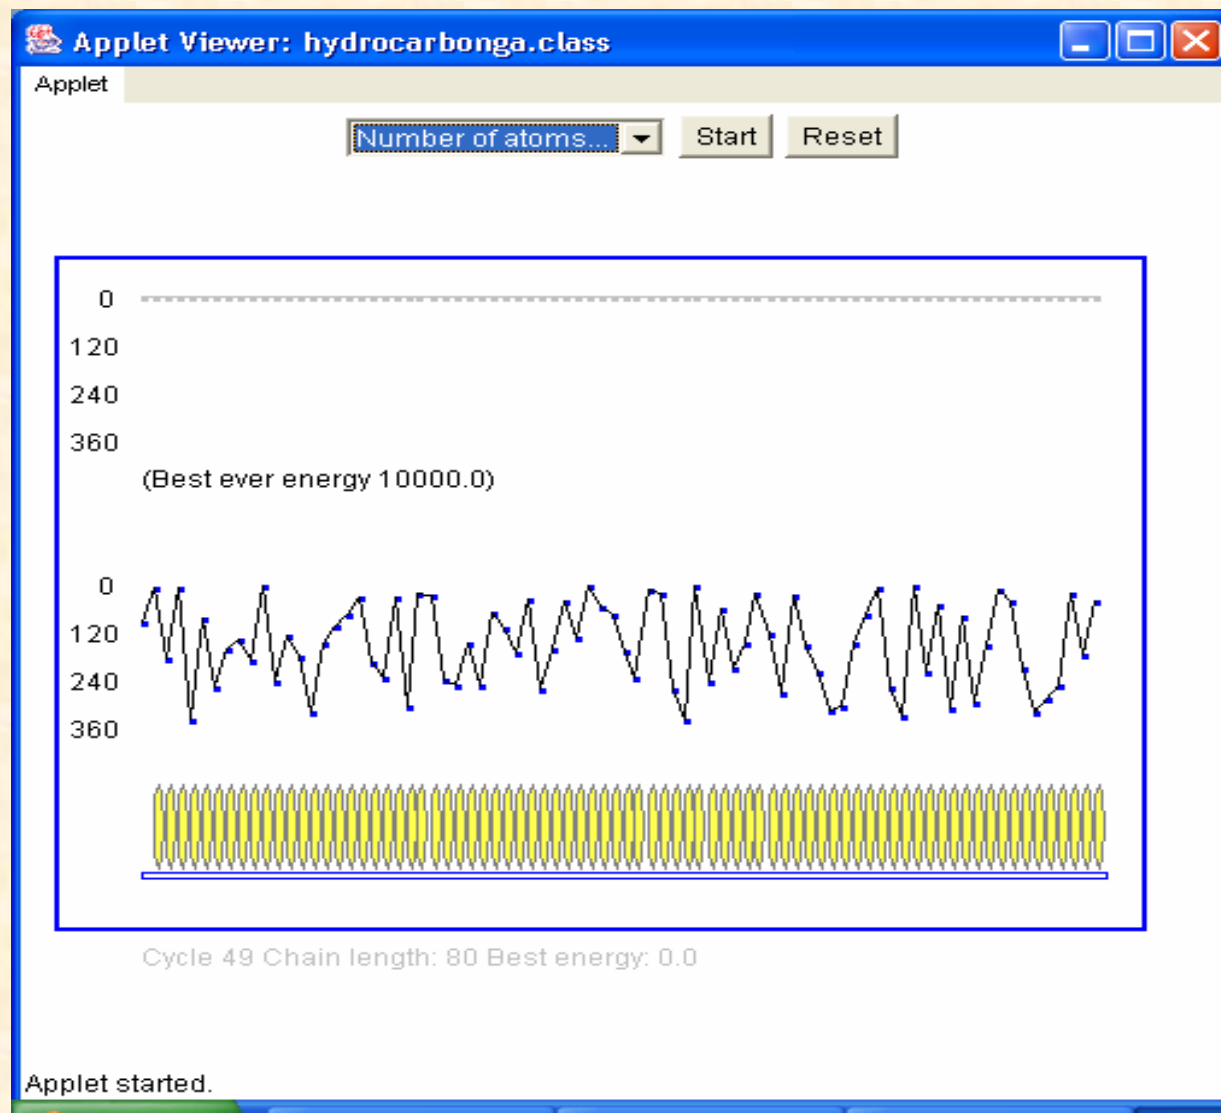 Applet Viewer: hydrocarbonga.class
Applet
Number of atoms... Start Reset
0
120
240
360
(Best ever energy 10000.0)
0
120
240
360
Cycle 49 Chain length: 80 Best energy: 0.0
Applet started.